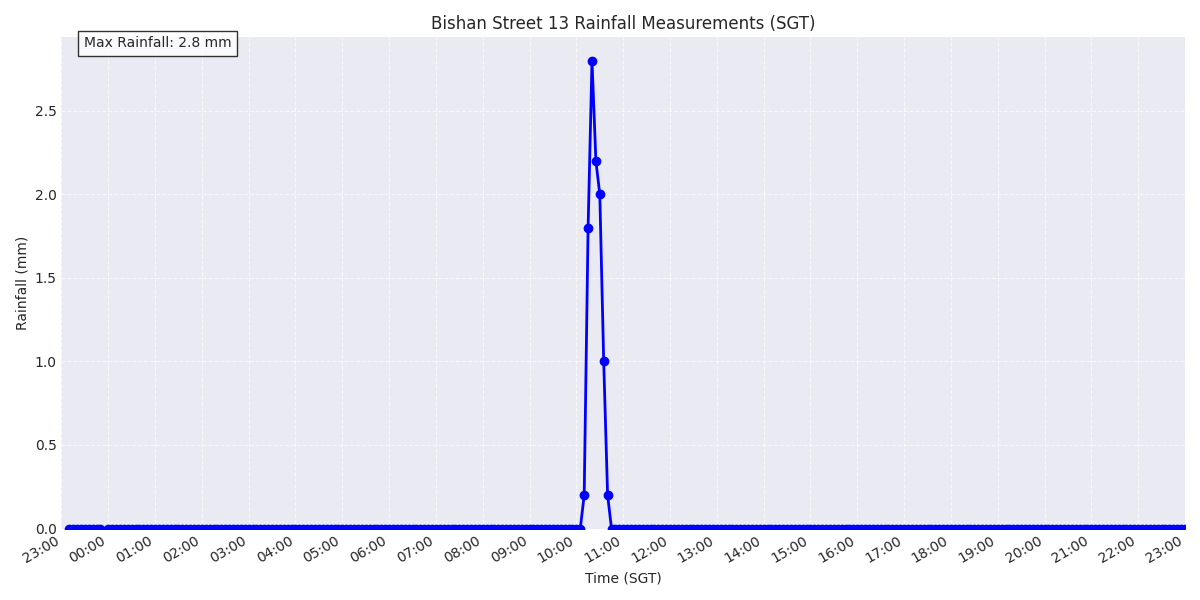 Bishan Street 13 Rainfall Measurements (SGT)
Max Rainfall: 2.8 mm
2.5
2.0
1.5
1.0
0.5
0.0
Rainfall (mm)
23:00 00:00 01:00 02:00 03:00 04:00 05:00 06:00 07:00 08:00 09:00 10:00 11:00 12:00 13:00 14:00 15:00 16:00 17:00 18:00 19:00 20:00 21:00 22:00 23:00
Time (SGT)